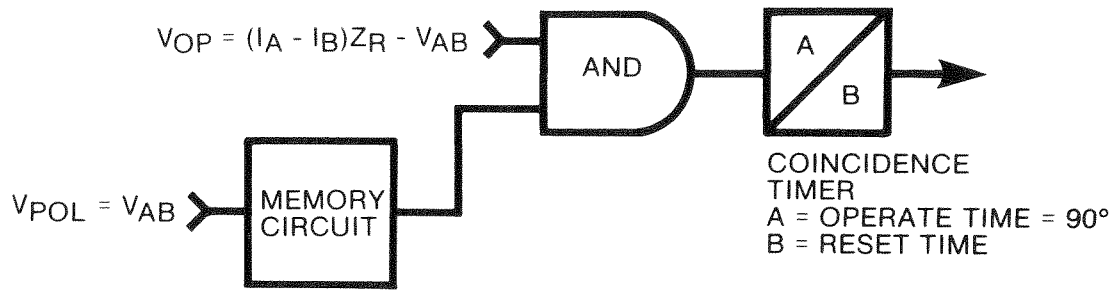 VOP = (IA - IB)ZR - VAB
AND
A
B
VPOL = VAB
MEMORY
CIRCUIT
COINCIDENCE
TIMER
A = OPERATE TIME = 90°
B = RESET TIME